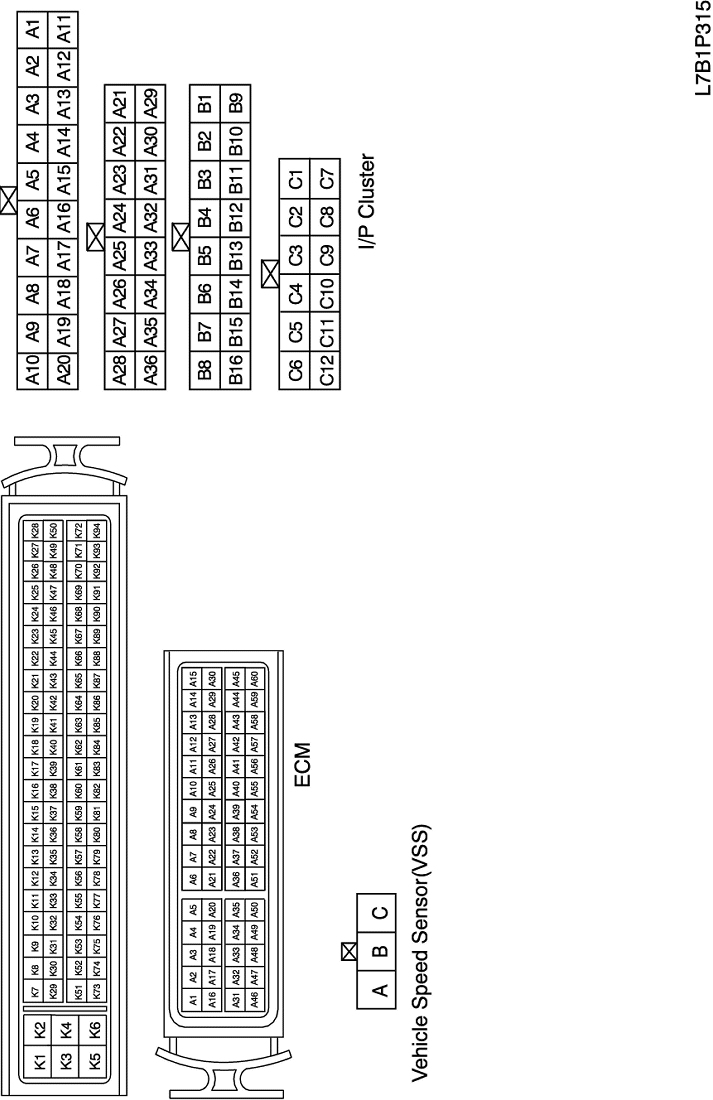 K1 K2
K3 K4
K5 K6
K7 K8 K9 K10 K11 K12 K13 K14 K15 K16 K17 K18 K19 K20 K21 K22 K23 K24 K25 K26 K27 K28
K29 K30 K31 K32 K33 K34 K35 K36 K37 K38 K39 K40 K41 K42 K43 K44 K45 K46 K47 K48 K49 K50
K51 K52 K53 K54 K55 K56 K57 K58 K59 K60 K61 K62 K63 K64 K65 K66 K67 K68 K69 K70 K71 K72
K73 K74 K75 K76 K77 K78 K79 K80 K81 K82 K83 K84 K85 K86 K87 K88 K89 K90 K91 K92 K93 K94
A1 A2 A3 A4 A5 A6 A7 A8 A9 A10 A11 A12 A13 A14 A15
A16 A17 A18 A19 A20 A21 A22 A23 A24 A25 A26 A27 A28 A29 A30
A31 A32 A33 A34 A35 A36 A37 A38 A39 A40 A41 A42 A43 A44 A45
A46 A47 A48 A49 A50 A51 A52 A53 A54 A55 A56 A57 A58 A59 A60
ECM
A10 A9 A8 A7 A6 A5 A4 A3 A2 A1
A20 A19 A18 A17 A16 A15 A14 A13 A12 A11
A28 A27 A26 A25 A24 A23 A22 A21
A36 A35 A34 A33 A32 A31 A30 A29
B8 B7 B6 B5 B4 B3 B2 B1
B16 B15 B14 B13 B12 B11 B10 B9
C6 C5 C4 C3 C2 C1
C12 C11 C10 C9 C8 C7
I/P Cluster
A B C
Vehicle Speed Sensor(VSS)
L7B1P315